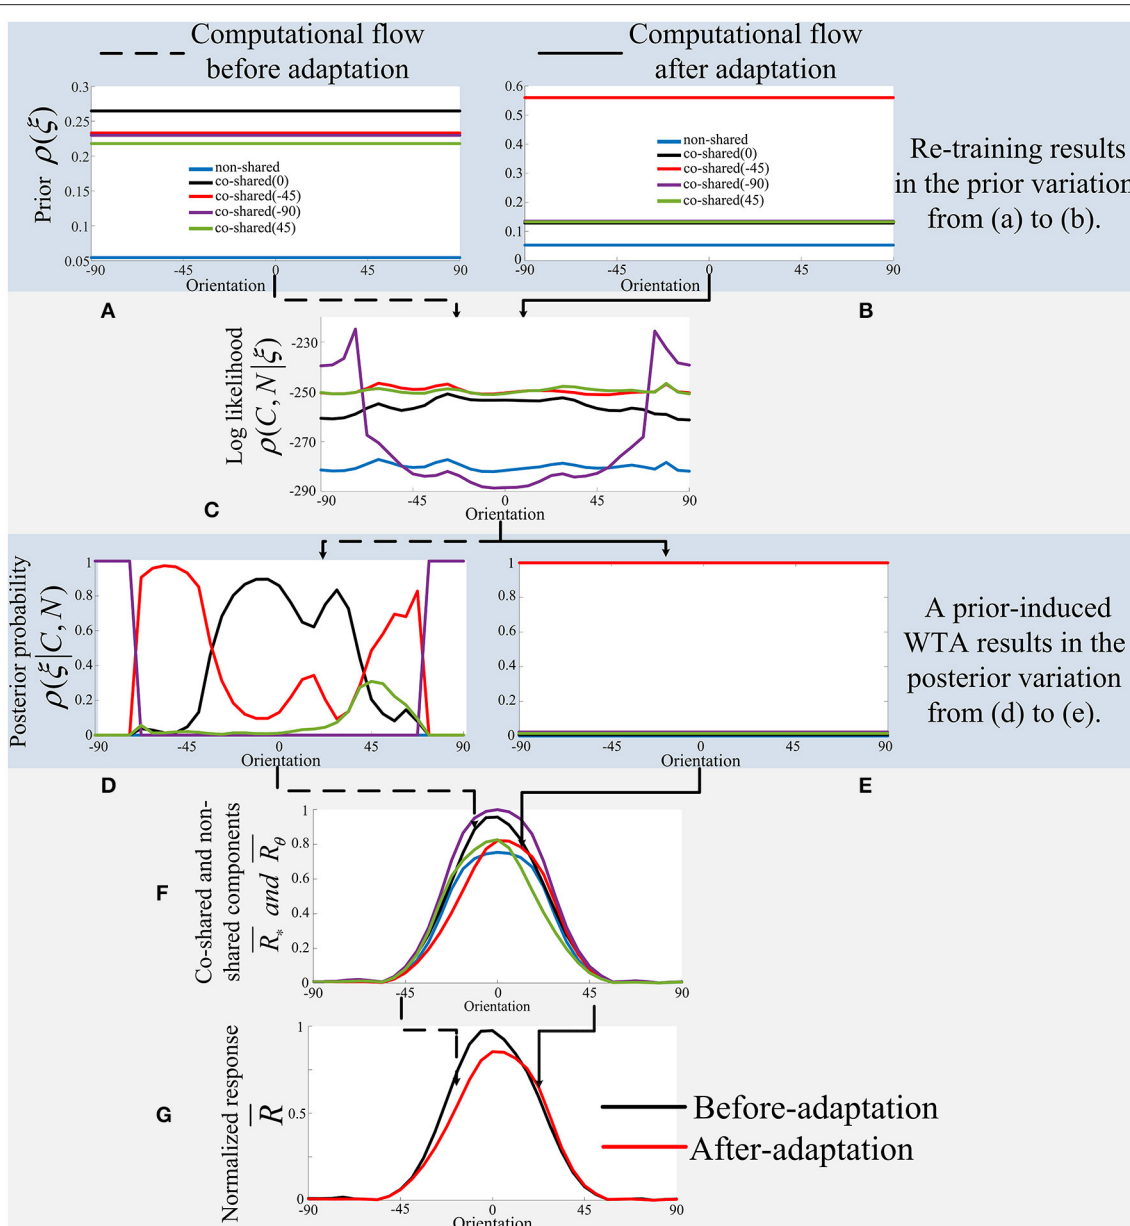 Computational flow
before adaptation
Computational flow
after adaptation
0.3
0.25
0.2
0.15
0.1
0.05
Prior ρ(ξ)
non-shared
co-shared(0)
co-shared(-45)
co-shared(-90)
co-shared(45)
-90 -45 0 45 90
Orientation
A
0.6
0.5
0.4
0.3
0.2
0.1
0
non-shared
co-shared(0)
co-shared(-45)
co-shared(-90)
co-shared(45)
-90 -45 0 45 90
Orientation
B
Re-training results
in the prior variation
from (a) to (b).
Log likelihood
ρ(C,N|ξ)
-230
-250
-270
-290
-90 -45 0 45 90
Orientation
C
Posterior probability
ρ(ξ|C,N)
1
0.8
0.6
0.4
0.2
0
-90 -45 0 45 90
Orientation
D
1
0.8
0.6
0.4
0.2
0
-90 -45 0 45 90
Orientation
E
A prior-induced
WTA results in the
posterior variation
from (d) to (e).
Co-shared and non-
shared components
R̅* and R̅θ
1
0.8
0.6
0.4
0.2
0
-90 -45 0 45 90
Orientation
F
Normalized response
R̅
1
0.5
0
-90 -45 0 45 90
Orientation
G
Before-adaptation
After-adaptation